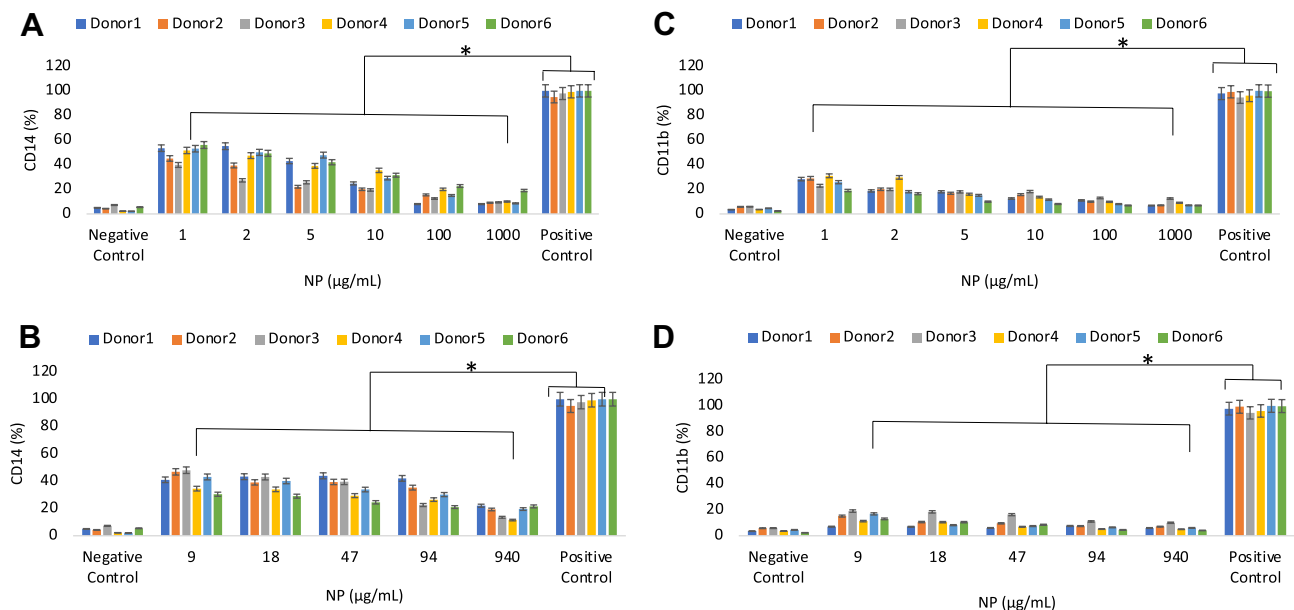 A
Donor1 Donor2 Donor3 Donor4 Donor5 Donor6
*
CD14 (%)
120
100
80
60
40
20
0
Negative Control 1 2 5 10 100 1000 Positive Control
NP (µg/mL)
B
Donor1 Donor2 Donor3 Donor4 Donor5 Donor6
*
CD14 (%)
120
100
80
60
40
20
0
Negative Control 9 18 47 94 940 Positive Control
NP (µg/mL)
C
Donor1 Donor2 Donor3 Donor4 Donor5 Donor6
*
CD11b (%)
120
100
80
60
40
20
0
Negative Control 1 2 5 10 100 1000 Positive Control
NP (µg/mL)
D
Donor1 Donor2 Donor3 Donor4 Donor5 Donor6
*
CD11b (%)
120
100
80
60
40
20
0
Negative Control 9 18 47 94 940 Positive Control
NP (µg/mL)